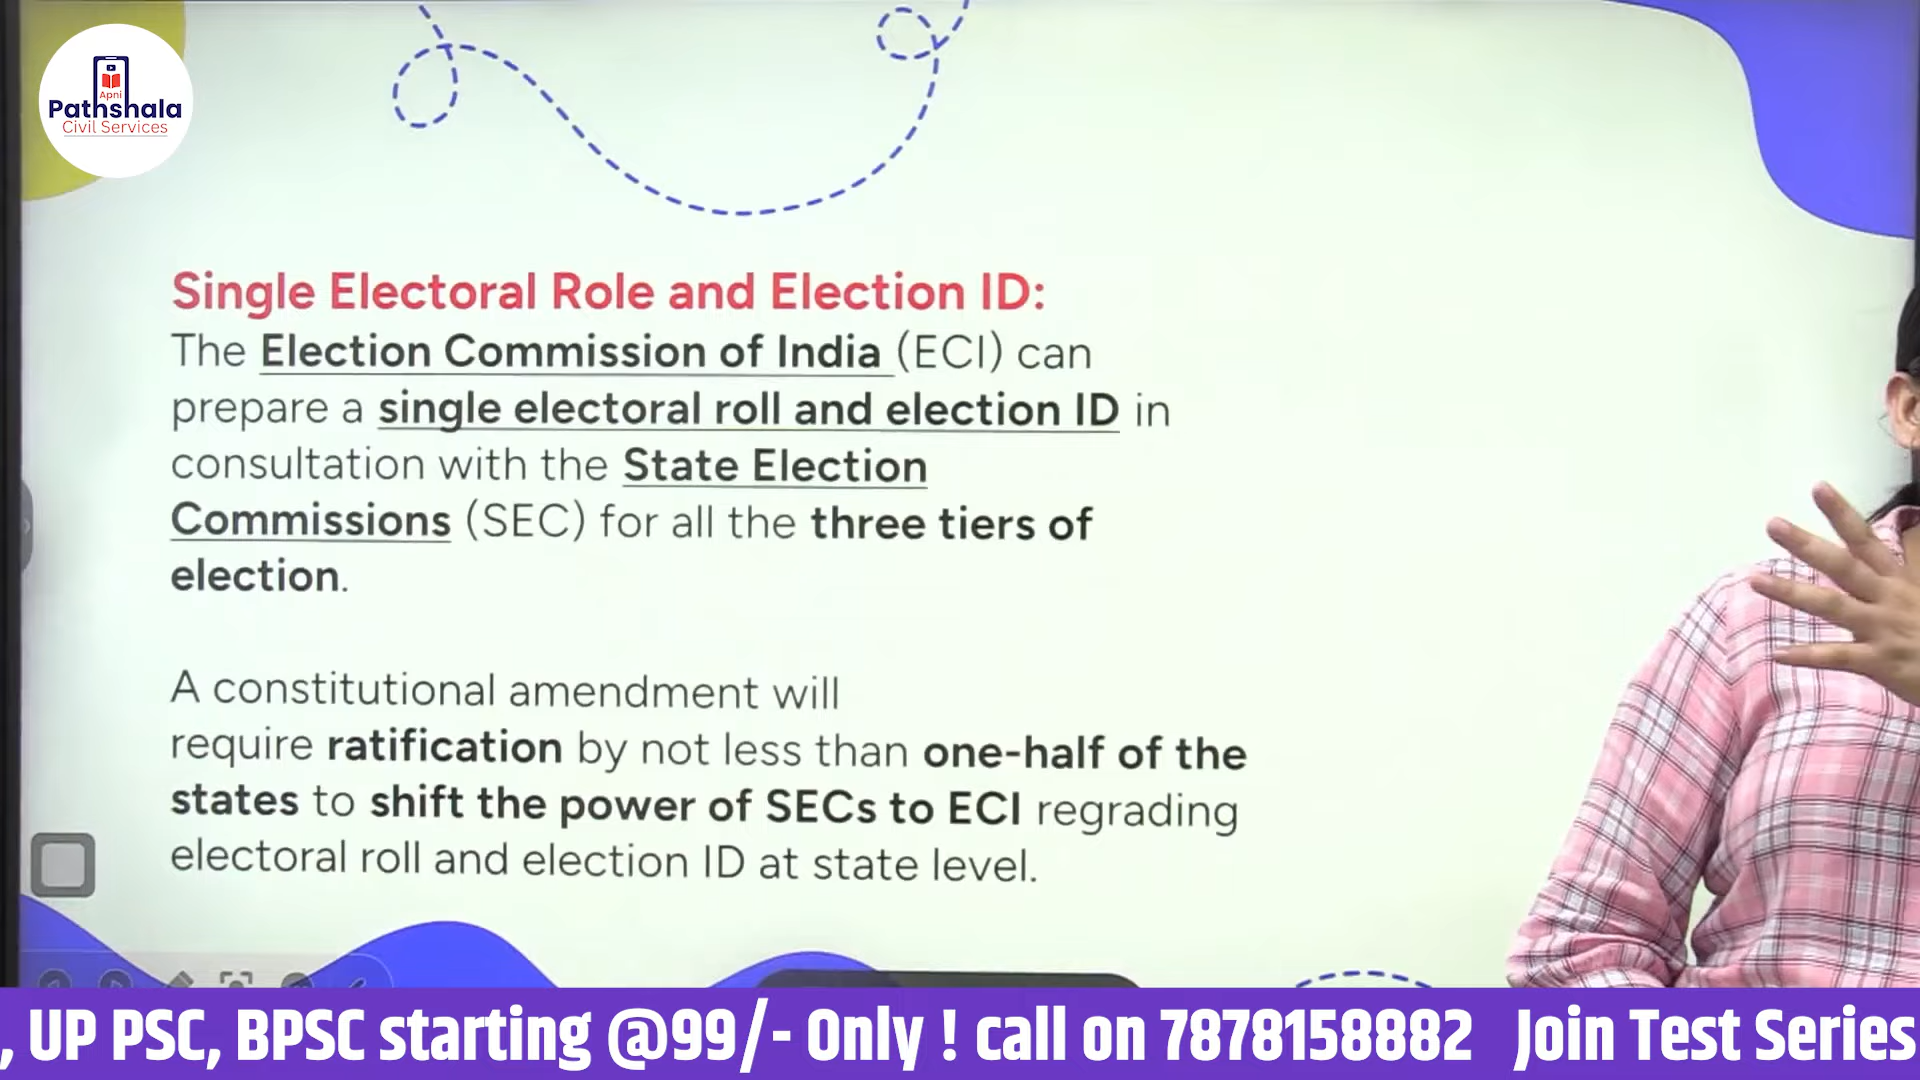 Apni
Pathshala
Civil Services
Single Electoral Role and Election ID:
The Election Commission of India (ECI) can
prepare a single electoral roll and election ID in
consultation with the State Election
Commissions (SEC) for all the three tiers of
election.
A constitutional amendment will
require ratification by not less than one-half of the
states to shift the power of SECs to ECI regrading
electoral roll and election ID at state level.
, UP PSC, BPSC starting @99/- Only ! call on 7878158882 Join Test Series